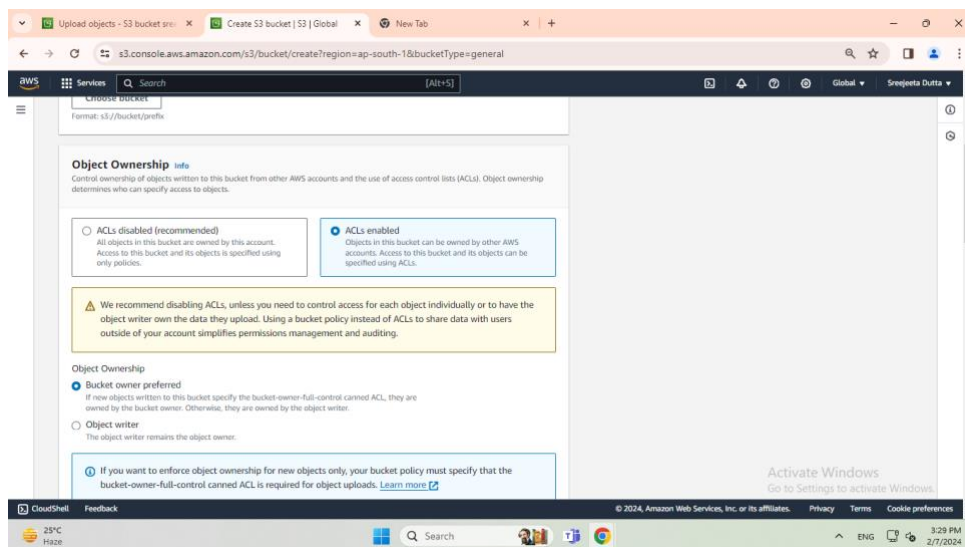 Upload objects - S3 bucket sree
Create S3 bucket | S3 | Global
New Tab
s3.console.aws.amazon.com/s3/bucket/create?region=ap-south-1&bucketType=general
aws
Services
Search
[Alt+S]
Global
Sreejeeta Dutta
Choose bucket
Format: s3://bucket/prefix
Object Ownership Info
Control ownership of objects written to this bucket from other AWS accounts and the use of access control lists (ACLs). Object ownership
determines who can specify access to objects.
ACLs disabled (recommended)
All objects in this bucket are owned by this account.
Access to this bucket and its objects is specified using
only policies.
ACLs enabled
Objects in this bucket can be owned by other AWS
accounts. Access to this bucket and its objects can be
specified using ACLs.
We recommend disabling ACLs, unless you need to control access for each object individually or to have the
object writer own the data they upload. Using a bucket policy instead of ACLs to share data with users
outside of your account simplifies permissions management and auditing.
Object Ownership
Bucket owner preferred
If new objects written to this bucket specify the bucket-owner-full-control canned ACL, they are
owned by the bucket owner. Otherwise, they are owned by the object writer.
Object writer
The object writer remains the object owner.
If you want to enforce object ownership for new objects only, your bucket policy must specify that the
bucket-owner-full-control canned ACL is required for object uploads. Learn more
Activate Windows
Go to Settings to activate Windows.
CloudShell
Feedback
© 2024, Amazon Web Services, Inc. or its affiliates.
Privacy
Terms
Cookie preferences
25°C
Haze
Search
ENG
3:29 PM
2/7/2024